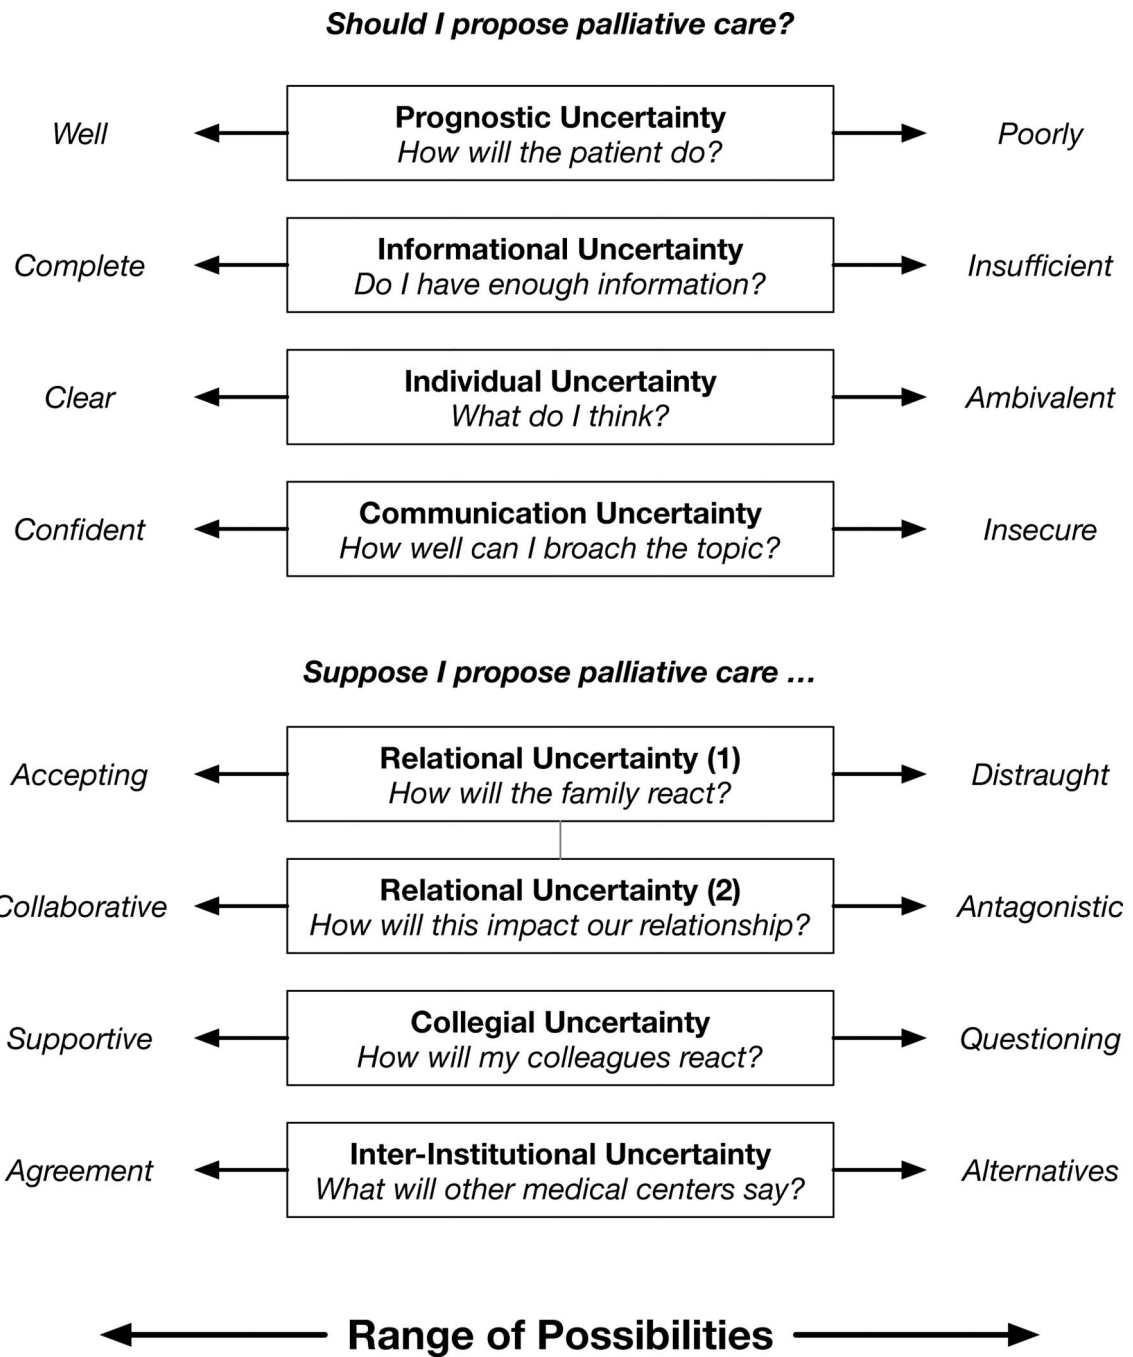 Should I propose palliative care?
Well
Prognostic Uncertainty
How will the patient do?
Poorly
Complete
Informational Uncertainty
Do I have enough information?
Insufficient
Clear
Individual Uncertainty
What do I think?
Ambivalent
Confident
Communication Uncertainty
How well can I broach the topic?
Insecure
Suppose I propose palliative care ...
Accepting
Relational Uncertainty (1)
How will the family react?
Distraught
Collaborative
Relational Uncertainty (2)
How will this impact our relationship?
Antagonistic
Supportive
Collegial Uncertainty
How will my colleagues react?
Questioning
Agreement
Inter-Institutional Uncertainty
What will other medical centers say?
Alternatives
Range of Possibilities